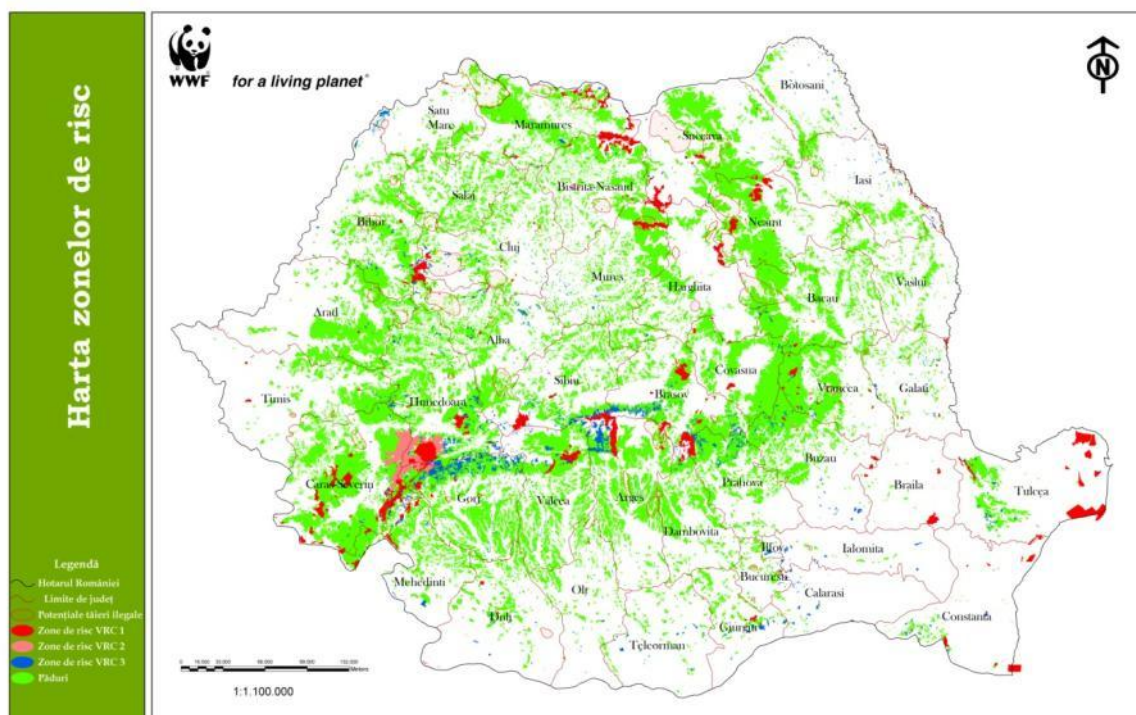 Harta zonelor de risc
WWF
for a living planet®
N
Botosani
Satu
Mare
Maramures
Suceava
Iasi
Bistrita-Nasaud
Salaj
Neamt
Bihor
Cluj
Mures
Harghita
Vaslui
Bacau
Arad
Alba
Covasna
Sibiu
Brasov
Vrancea
Galati
Timis
Hunedoara
Buzau
Caras-Severin
Braila
Tulcea
Gorj
Valcea
Arges
Prahova
Dambovita
Ilfov
Ialomita
Mehedinti
Bucuresti
Calarasi
Olt
Dolj
Constanta
Giurgiu
Teleorman
Legendă
Hotarul României
Limite de județ
Potențiale tăieri ilegale
Zone de risc VRC 1
Zone de risc VRC 2
Zone de risc VRC 3
Păduri
Meters
1:1.100.000